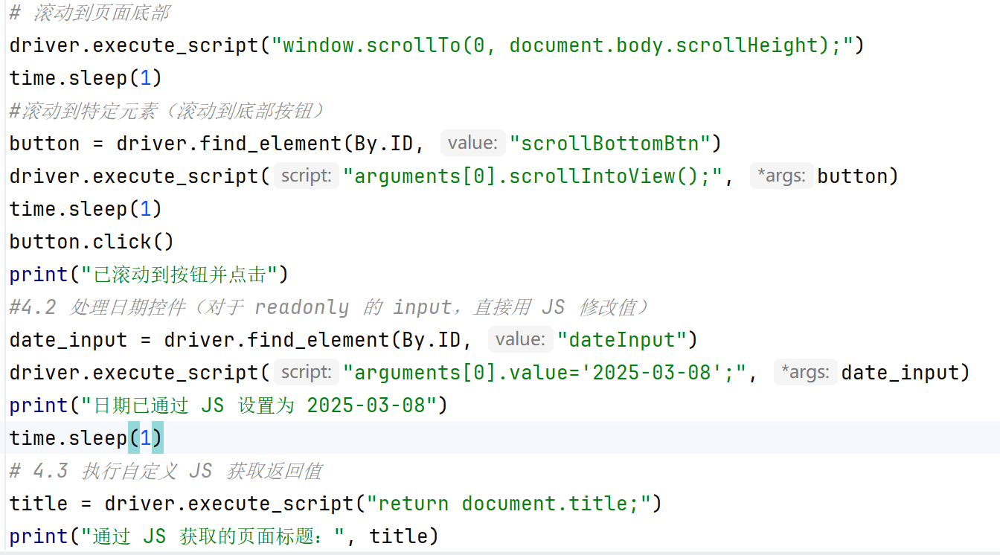 # 滚动到页面底部
driver.execute_script("window.scrollTo(0, document.body.scrollHeight);")
time.sleep(1)
#滚动到特定元素（滚动到底部按钮）
button = driver.find_element(By.ID, value: "scrollBottomBtn")
driver.execute_script( script: "arguments[0].scrollIntoView();", *args: button)
time.sleep(1)
button.click()
print("已滚动到按钮并点击")
#4.2 处理日期控件（对于 readonly 的 input，直接用 JS 修改值）
date_input = driver.find_element(By.ID, value: "dateInput")
driver.execute_script( script: "arguments[0].value='2025-03-08';", *args: date_input)
print("日期已通过 JS 设置为 2025-03-08")
time.sleep(1)
# 4.3 执行自定义 JS 获取返回值
title = driver.execute_script("return document.title;")
print("通过 JS 获取的页面标题：", title)